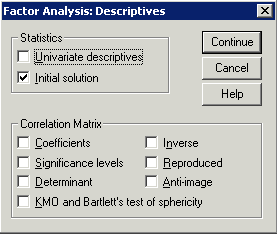 Factor Analysis: Descriptives
Statistics
Univariate descriptives
Initial solution
Continue
Cancel
Help
Correlation Matrix
Coefficients
Inverse
Significance levels
Reproduced
Determinant
Anti-image
KMO and Bartlett's test of sphericity